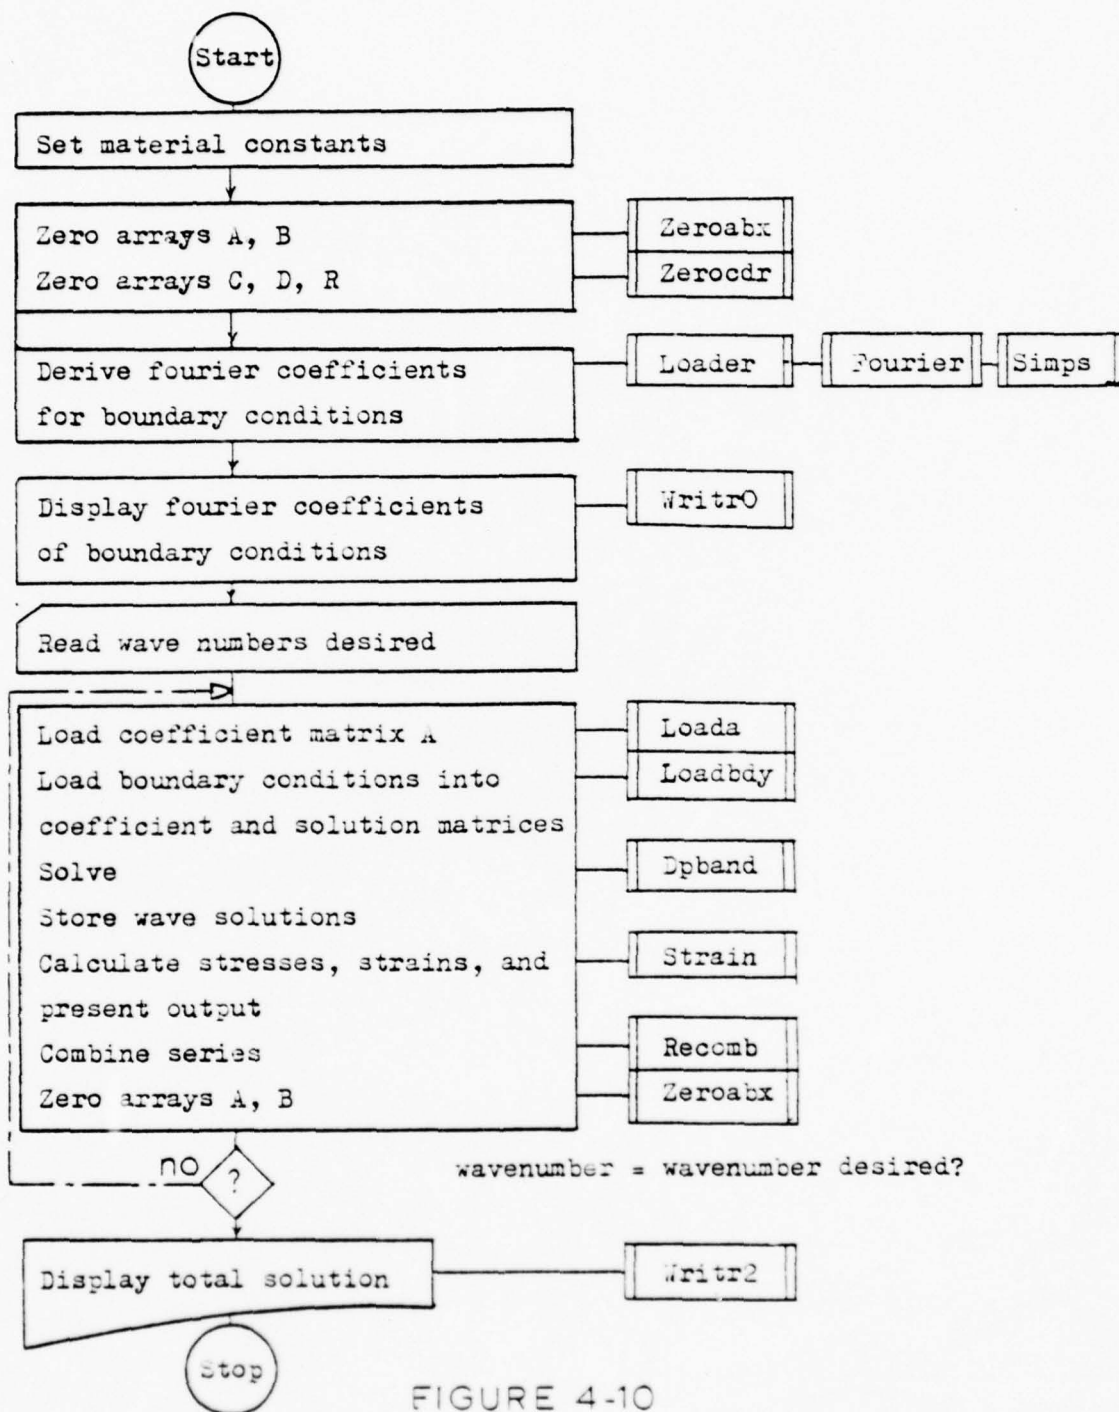 Start
Set material constants
Zero arrays A, B
Zeroabx
Zero arrays C, D, R
Zerocdr
Derive fourier coefficients
for boundary conditions
Loader
Fourier
Simps
Display fourier coefficients
of boundary conditions
WritrO
Read wave numbers desired
Load coefficient matrix A
Loada
Load boundary conditions into
Loadbdy
coefficient and solution matrices
Solve
Dpband
Store wave solutions
Calculate stresses, strains, and
Strain
present output
Combine series
Recomb
Zero arrays A, B
Zeroabx
no
?
wavenumber = wavenumber desired?
Display total solution
Writr2
Stop
FIGURE 4-10